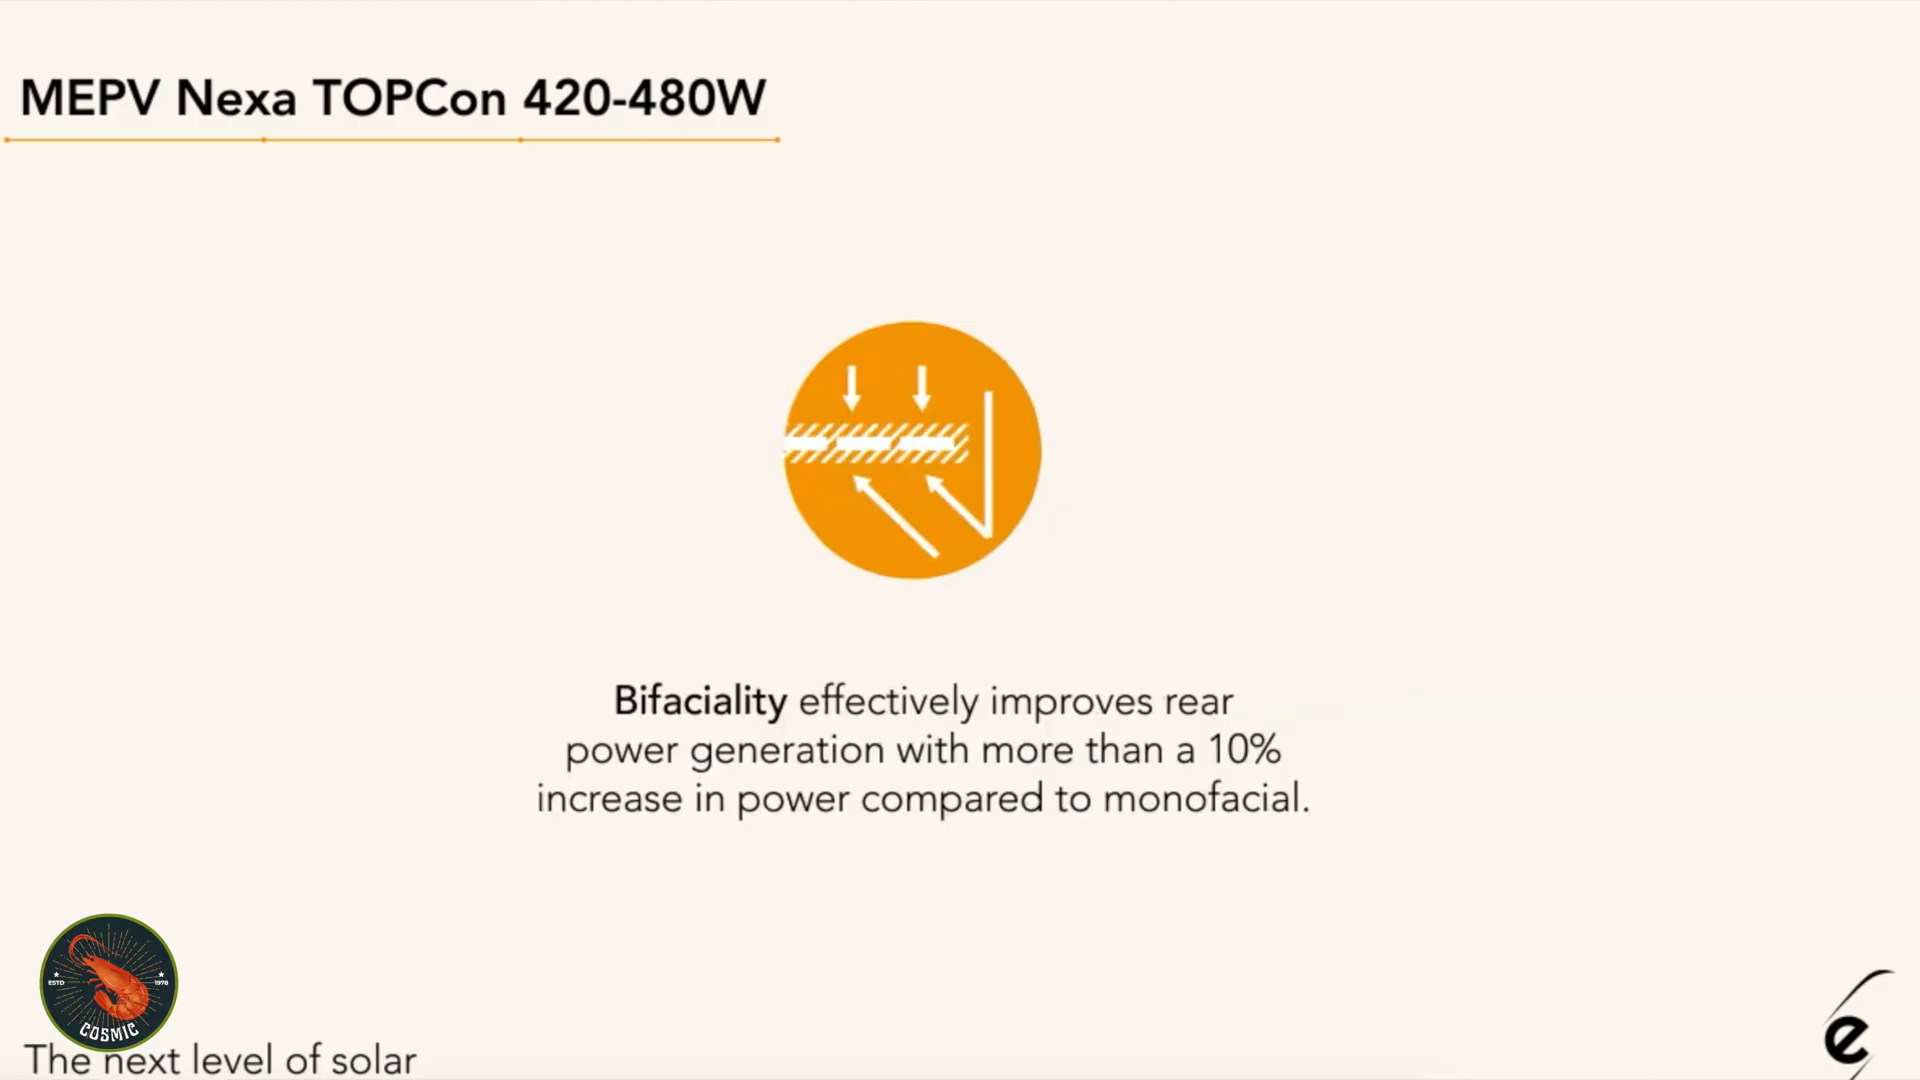 MEPV Nexa TOPCon 420-480W
Bifaciality effectively improves rear
power generation with more than a 10%
increase in power compared to monofacial.
ESTD 1978
COSMIC
The next level of solar
e